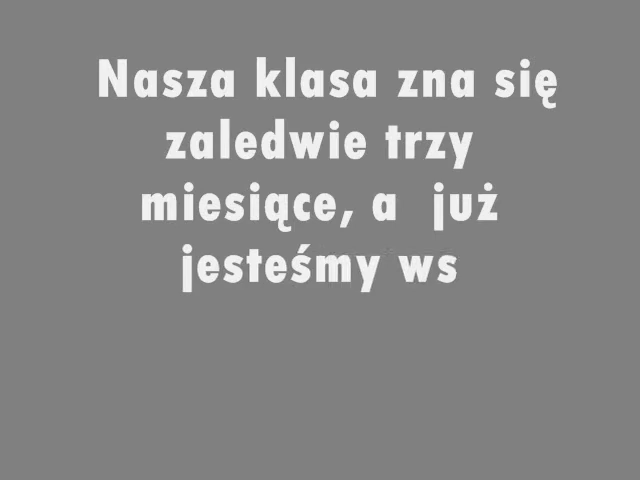 Nasza klasa zna się
zaledwie trzy
miesiące, a już
jesteśmy ws